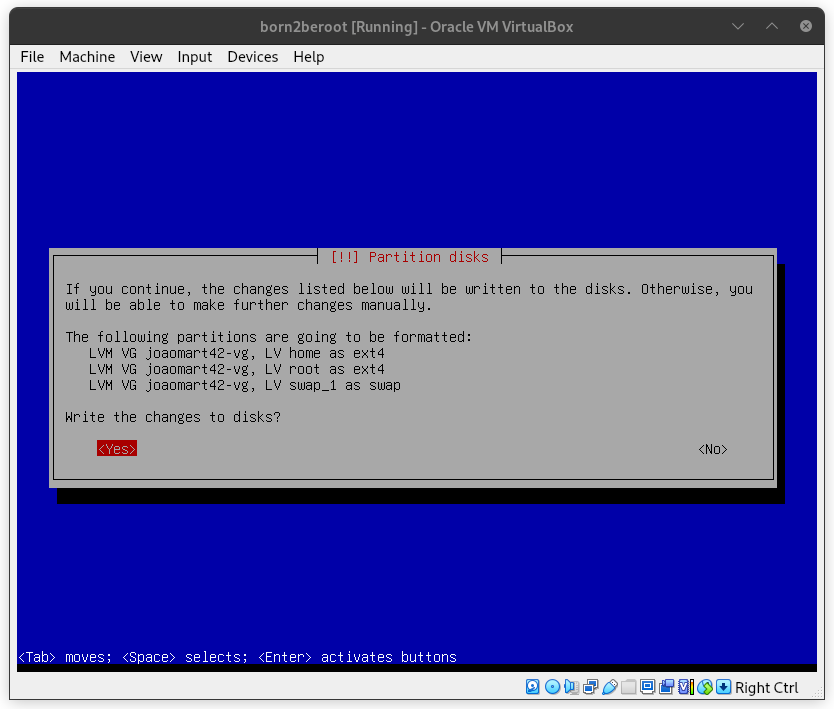 born2beroot [Running] - Oracle VM VirtualBox
File Machine View Input Devices Help
[!!] Partition disks
If you continue, the changes listed below will be written to the disks. Otherwise, you
will be able to make further changes manually.
The following partitions are going to be formatted:
LVM VG joaomart42-vg, LV home as ext4
LVM VG joaomart42-vg, LV root as ext4
LVM VG joaomart42-vg, LV swap_1 as swap
Write the changes to disks?
<Yes> <No>
<Tab> moves; <Space> selects; <Enter> activates buttons
Right Ctrl